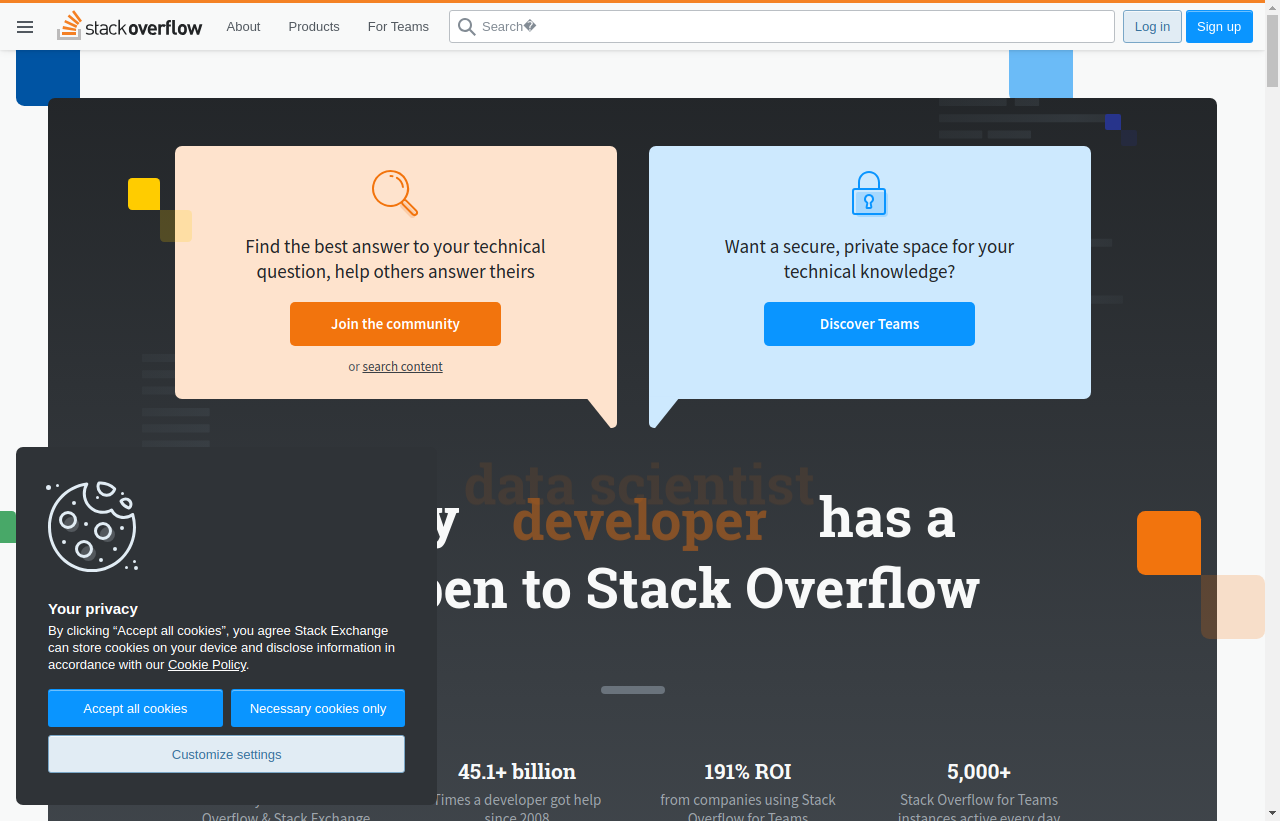 stack overflow
About
Products
For Teams
Search�
Log in
Sign up
Find the best answer to your technical
question, help others answer theirs
Join the community
or search content
Want a secure, private space for your
technical knowledge?
Discover Teams
data scientist
developer
has a
to Stack Overflow
Your privacy
By clicking “Accept all cookies”, you agree Stack Exchange
can store cookies on your device and disclose information in
accordance with our Cookie Policy.
Accept all cookies
Necessary cookies only
Customize settings
45.1+ billion
Times a developer got help
since 2008
191% ROI
from companies using Stack
Overflow for Teams
5,000+
Stack Overflow for Teams
instances active every day
Overflow & Stack Exchange